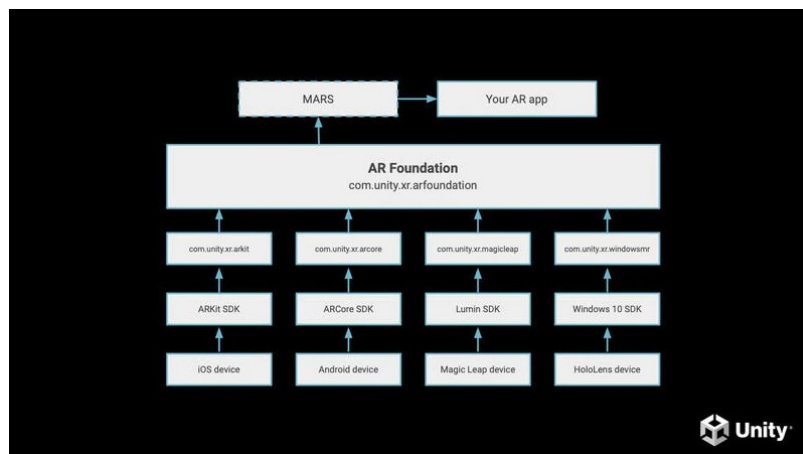 MARS
Your AR app
AR Foundation
com.unity.xr.arfoundation
com.unity.xr.arkit
com.unity.xr.arcore
com.unity.xr.magicleap
com.unity.xr.windowsmr
ARKit SDK
ARCore SDK
Lumin SDK
Windows 10 SDK
iOS device
Android device
Magic Leap device
HoloLens device
Unity